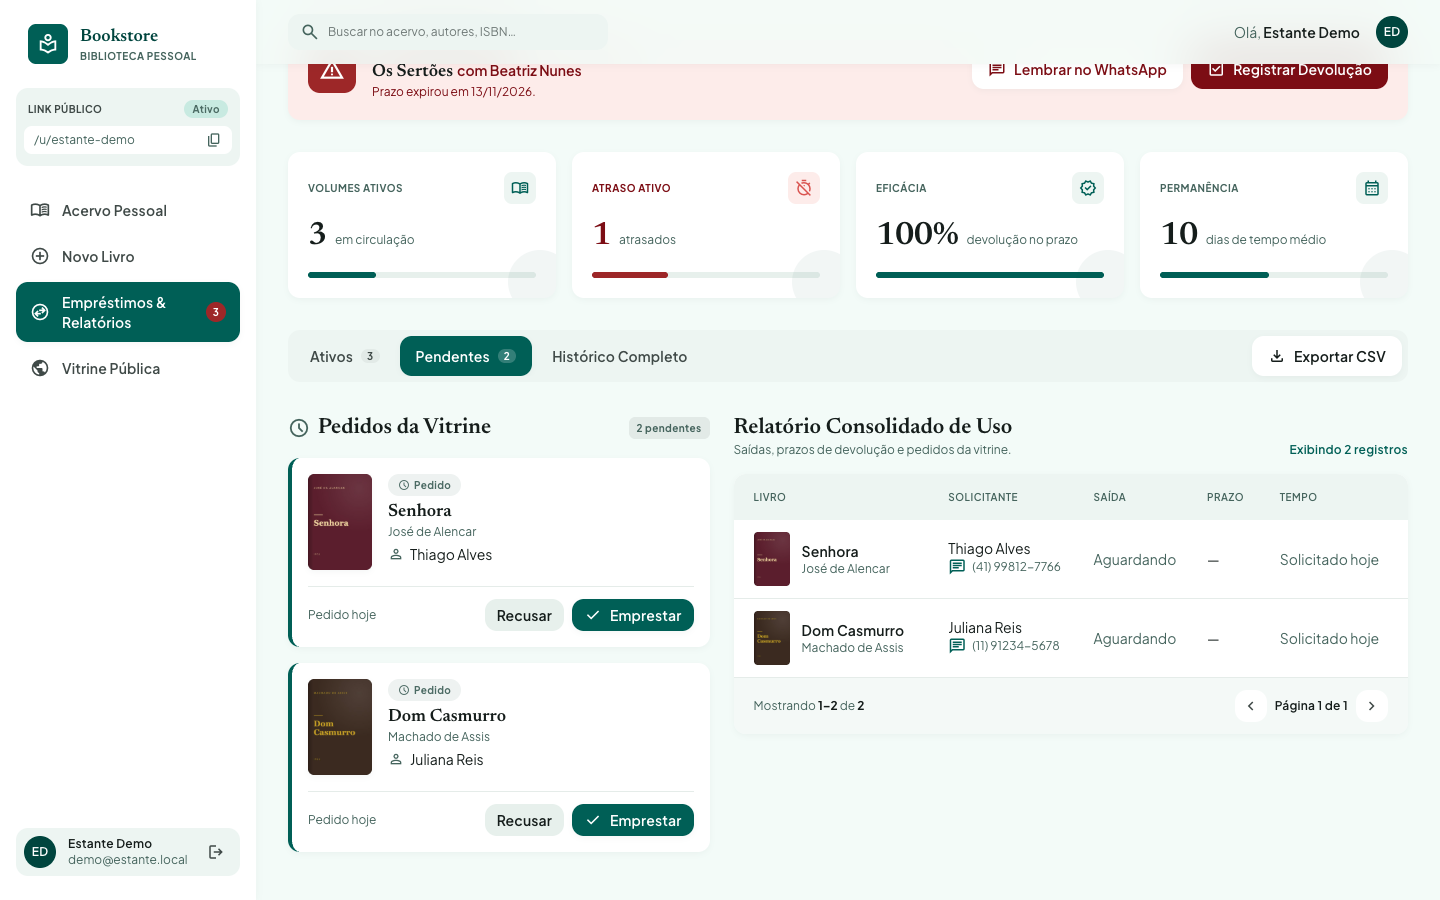 Bookstore
BIBLIOTECA PESSOAL
LINK PÚBLICO
Ativo
/u/estante-demo
Acervo Pessoal
Novo Livro
Empréstimos &
Relatórios
3
Vitrine Pública
ED
Estante Demo
demo@estante.local
Buscar no acervo, autores, ISBN...
Olá, Estante Demo
ED
Os Sertões com Beatriz Nunes
Prazo expirou em 13/11/2026.
Lembrar no WhatsApp
Registrar Devolução
VOLUMES ATIVOS
3 em circulação
ATRASO ATIVO
1 atrasados
EFICÁCIA
100% devolução no prazo
PERMANÊNCIA
10 dias de tempo médio
Ativos 3
Pendentes 2
Histórico Completo
Exportar CSV
Pedidos da Vitrine
2 pendentes
Senhora
Pedido
Senhora
José de Alencar
Thiago Alves
Pedido hoje
Recusar
Emprestar
Dom
Casmurro
Pedido
Dom Casmurro
Machado de Assis
Juliana Reis
Pedido hoje
Recusar
Emprestar
Relatório Consolidado de Uso
Saídas, prazos de devolução e pedidos da vitrine.
Exibindo 2 registros
LIVRO SOLICITANTE SAÍDA PRAZO TEMPO
Senhora
Senhora
José de Alencar
Thiago Alves
(41) 99812-7766
Aguardando
—
Solicitado hoje
Dom
Casmurro
Dom Casmurro
Machado de Assis
Juliana Reis
(11) 91234-5678
Aguardando
—
Solicitado hoje
Mostrando 1–2 de 2
Página 1 de 1